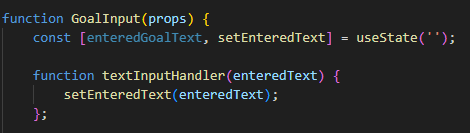 function GoalInput(props) {
const [enteredGoalText, setEnteredText] = useState('');
function textInputHandler(enteredText) {
setEnteredText(enteredText);
};